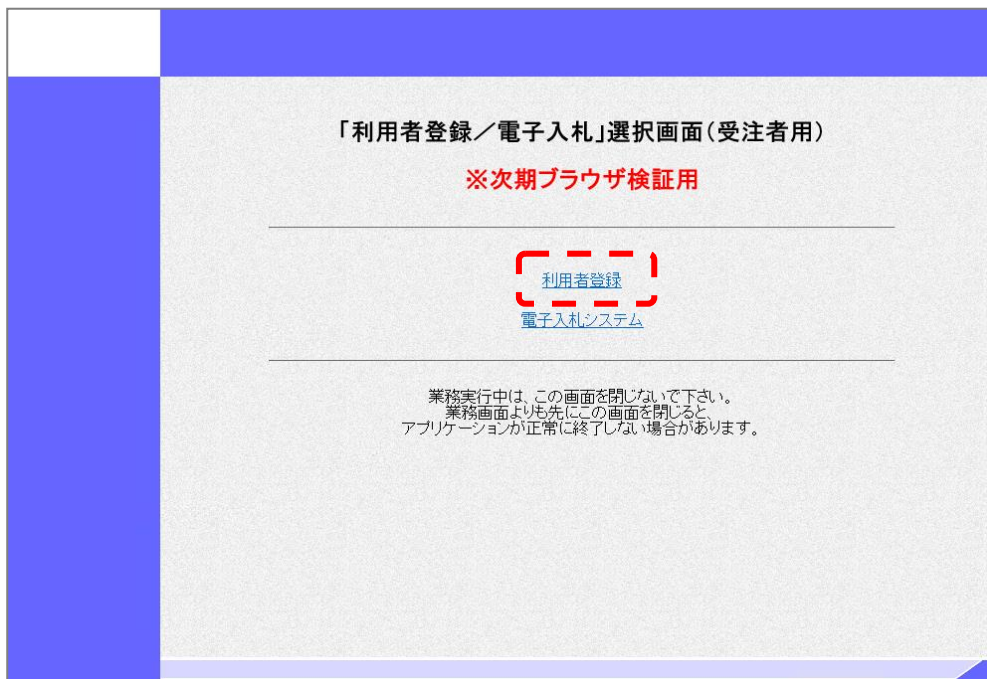 「利用者登録／電子入札」選択画面(受注者用)
※次期ブラウザ検証用
利用者登録
電子入札システム
業務実行中は、この画面を閉じないで下さい。
業務画面よりも先にこの画面を閉じると、
アプリケーションが正常に終了しない場合があります。